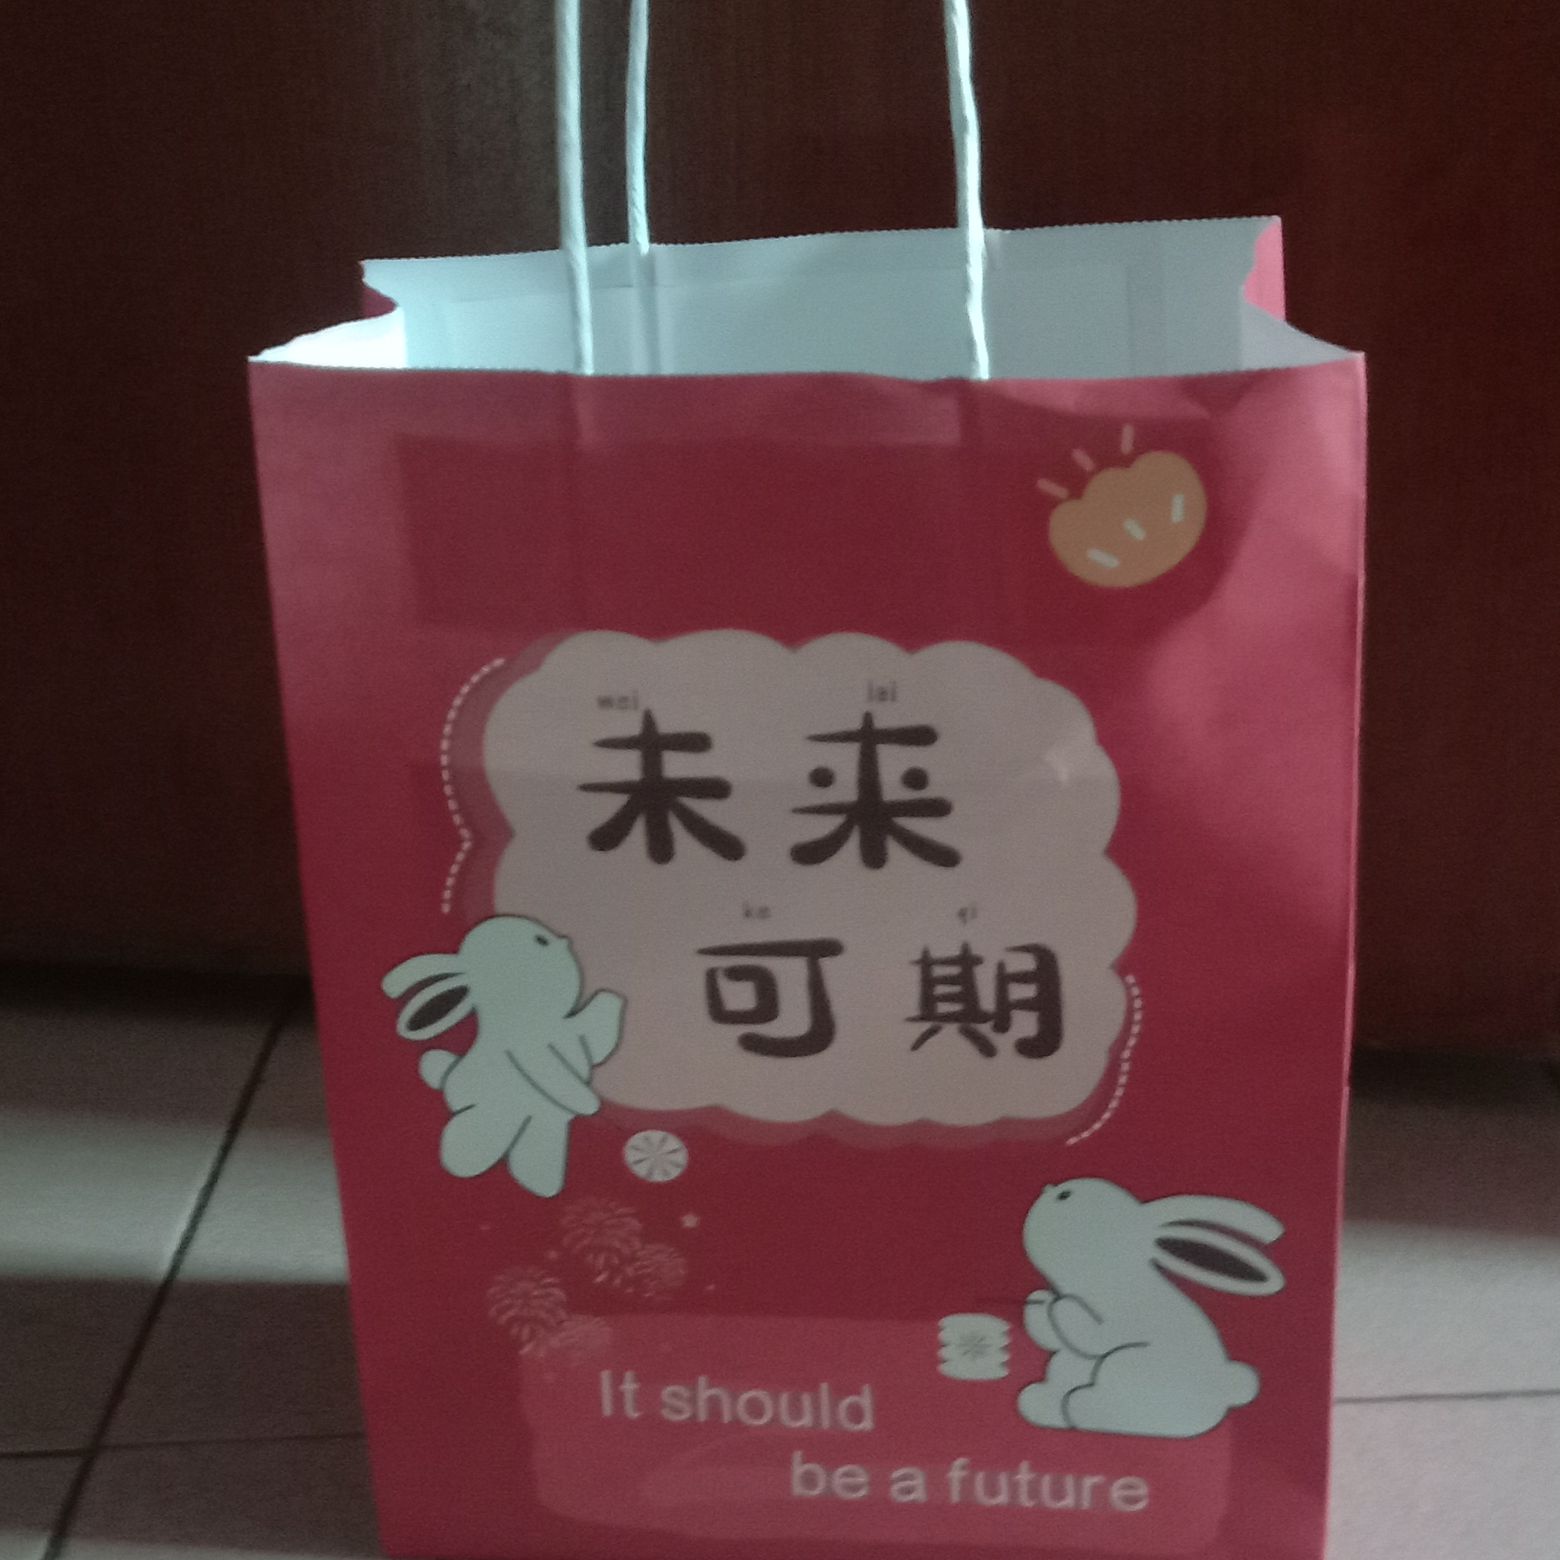 wei lai
未来
ke qi
可期
It should
be a future